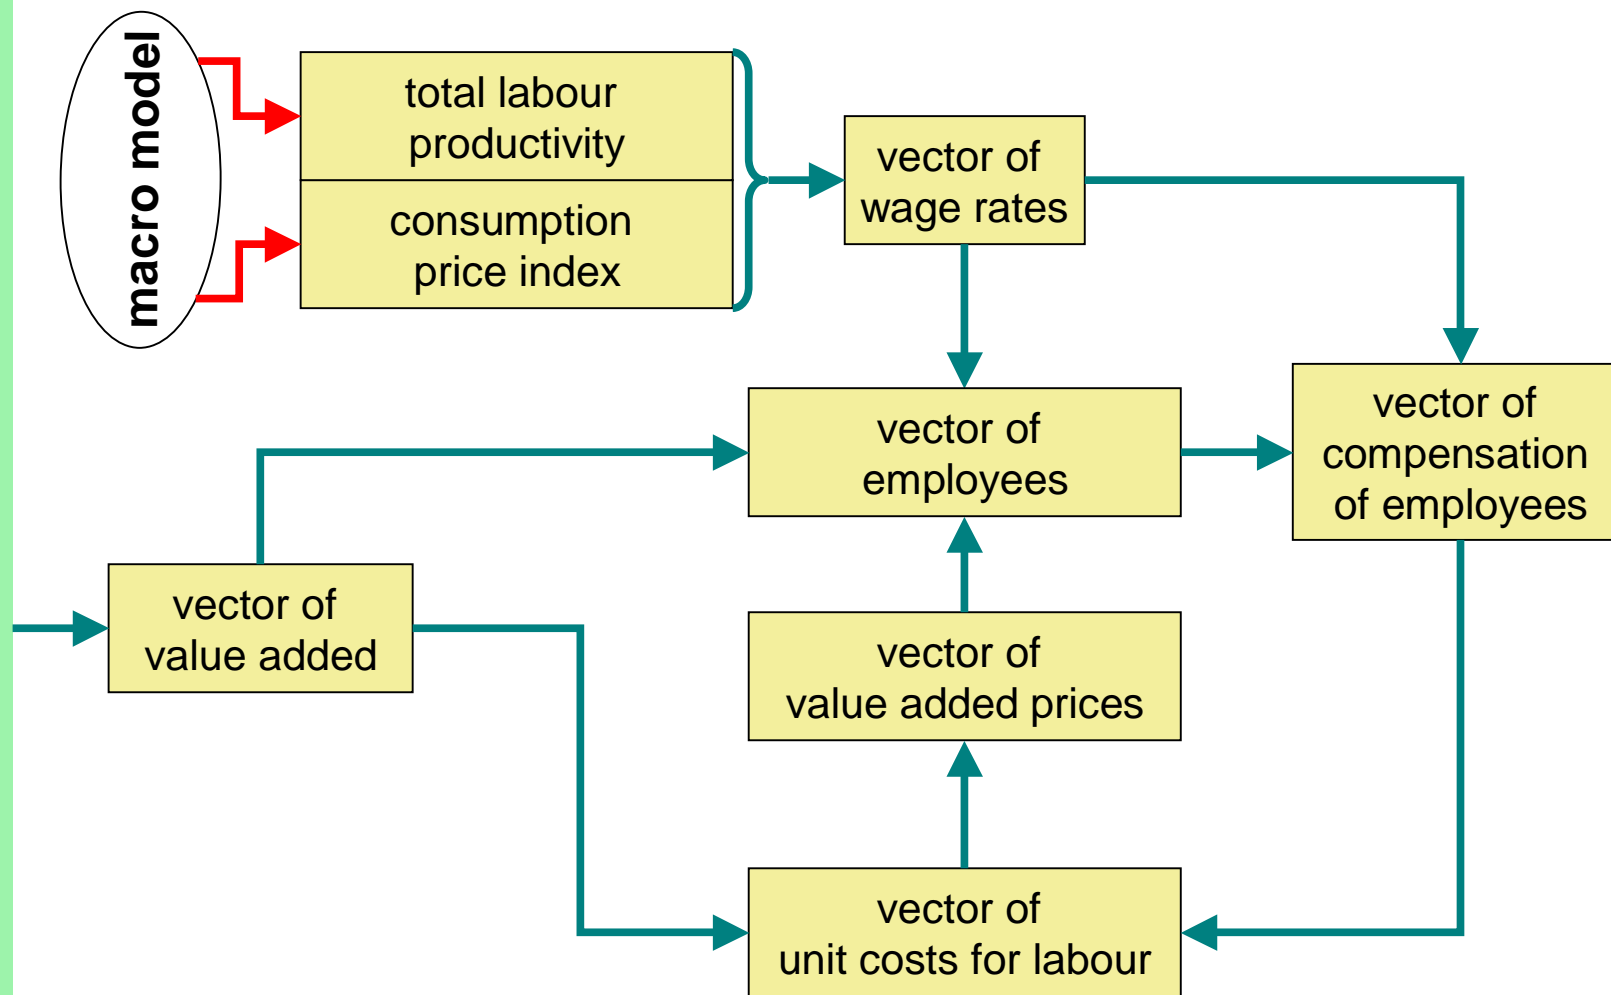 macro model
total labour
productivity
consumption
price index
vector of
wage rates
vector of
employees
vector of
compensation
of employees
vector of
value added
vector of
value added prices
vector of
unit costs for labour